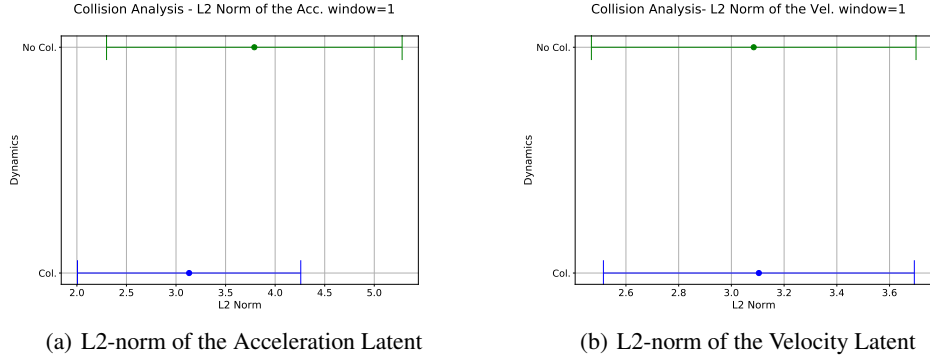 Collision Analysis - L2 Norm of the Acc. window=1
No Col.
Dynamics
Col.
2.0 2.5 3.0 3.5 4.0 4.5 5.0
L2 Norm
(a) L2-norm of the Acceleration Latent
Collision Analysis- L2 Norm of the Vel. window=1
No Col.
Dynamics
Col.
2.6 2.8 3.0 3.2 3.4 3.6
L2 Norm
(b) L2-norm of the Velocity Latent